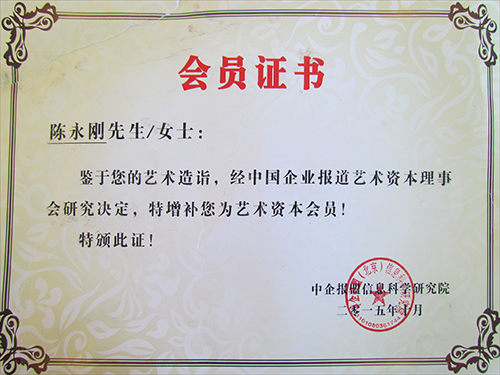 会员证书
陈永刚先生/女士：
鉴于您的艺术造诣，经中国企业报道艺术资本理事
会研究决定，特增补您为艺术资本会员！
特颁此证！
中企报盟信息科学研究院
二零一五年十月